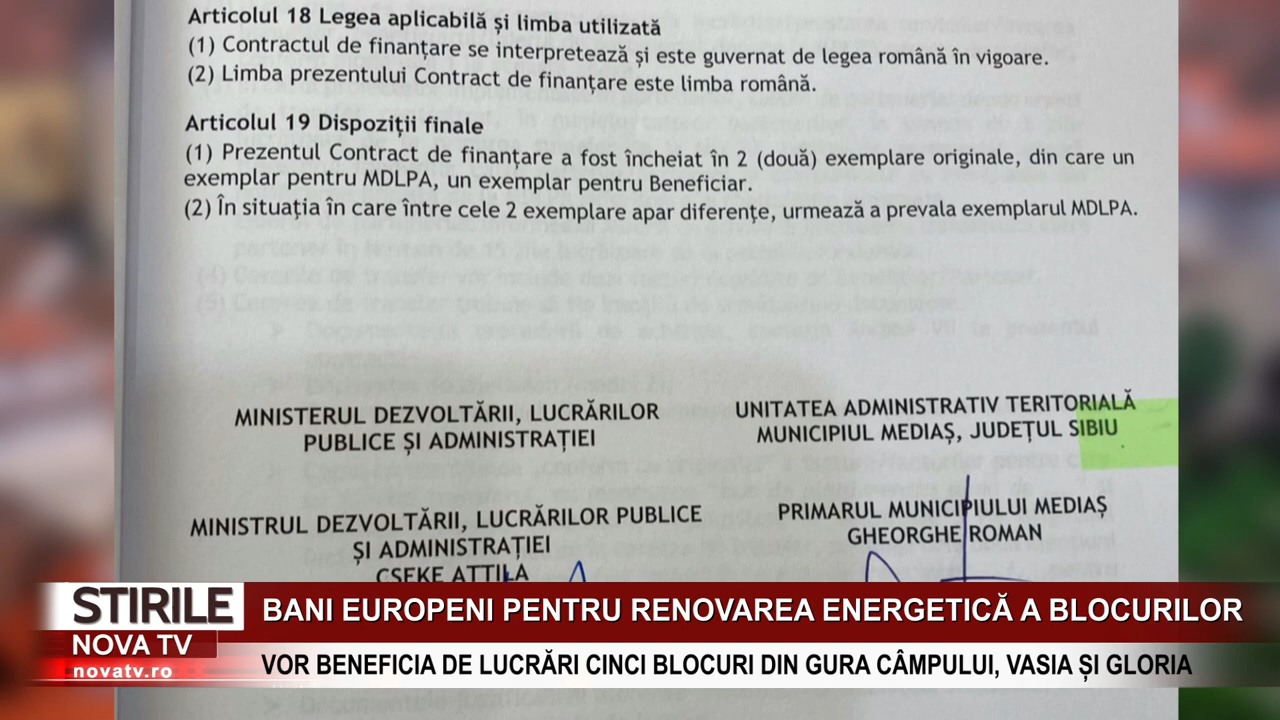 Articolul 18 Legea aplicabilă și limba utilizată
(1) Contractul de finanțare se interpretează și este guvernat de legea română în vigoare.
(2) Limba prezentului Contract de finanțare este limba română.
Articolul 19 Dispoziții finale
(1) Prezentul Contract de finanțare a fost încheiat în 2 (două) exemplare originale, din care un
exemplar pentru MDLPA, un exemplar pentru Beneficiar.
(2) În situația în care între cele 2 exemplare apar diferențe, urmează a prevala exemplarul MDLPA.
MINISTERUL DEZVOLTĂRII, LUCRĂRILOR
PUBLICE ȘI ADMINISTRAȚIEI
UNITATEA ADMINISTRATIV TERITORIALĂ
MUNICIPIUL MEDIAȘ, JUDEȚUL SIBIU
MINISTRUL DEZVOLTĂRII, LUCRĂRILOR PUBLICE
ȘI ADMINISTRAȚIEI
CSEKE ATTILA
PRIMARUL MUNICIPIULUI MEDIAȘ
GHEORGHE ROMAN
STIRILE
NOVA TV
novatv.ro
BANI EUROPENI PENTRU RENOVAREA ENERGETICĂ A BLOCURILOR
VOR BENEFICIA DE LUCRĂRI CINCI BLOCURI DIN GURA CÂMPULUI, VASIA ȘI GLORIA